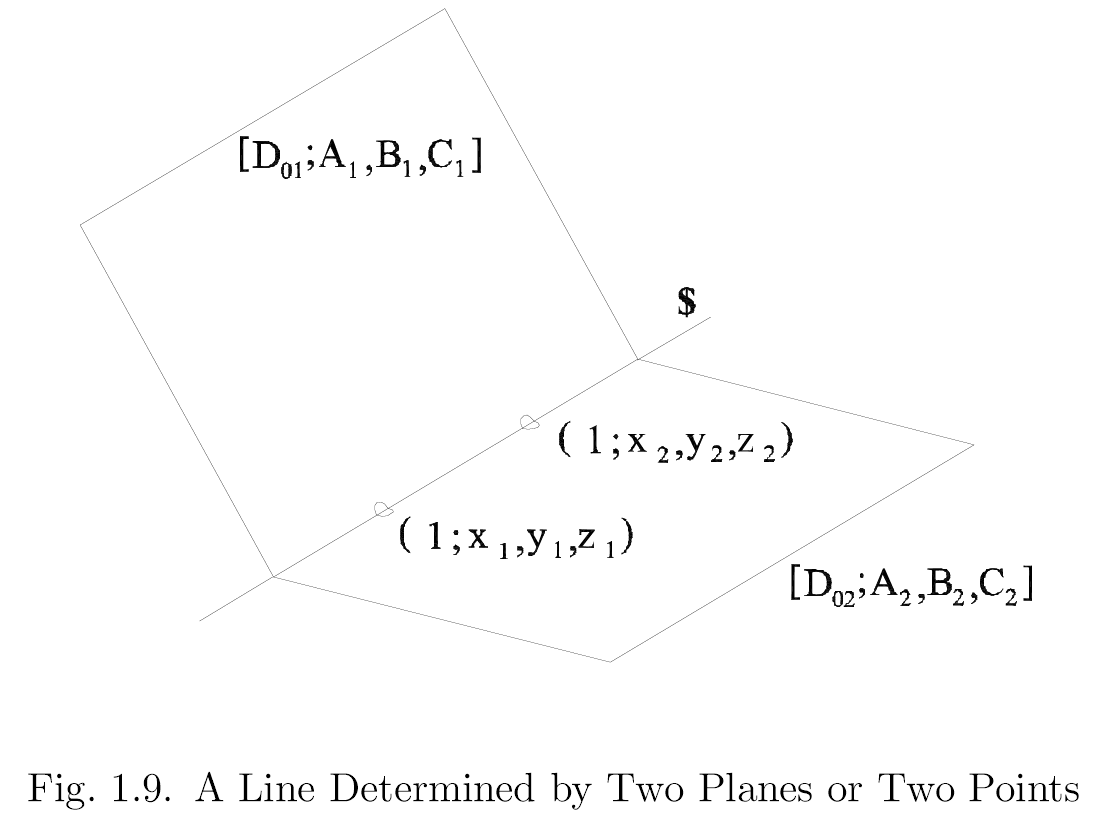 [D₀₁;A₁,B₁,C₁]
$
( 1;x₂,y₂,z₂)
( 1;x₁,y₁,z₁)
[D₀₂;A₂,B₂,C₂]
Fig. 1.9. A Line Determined by Two Planes or Two Points